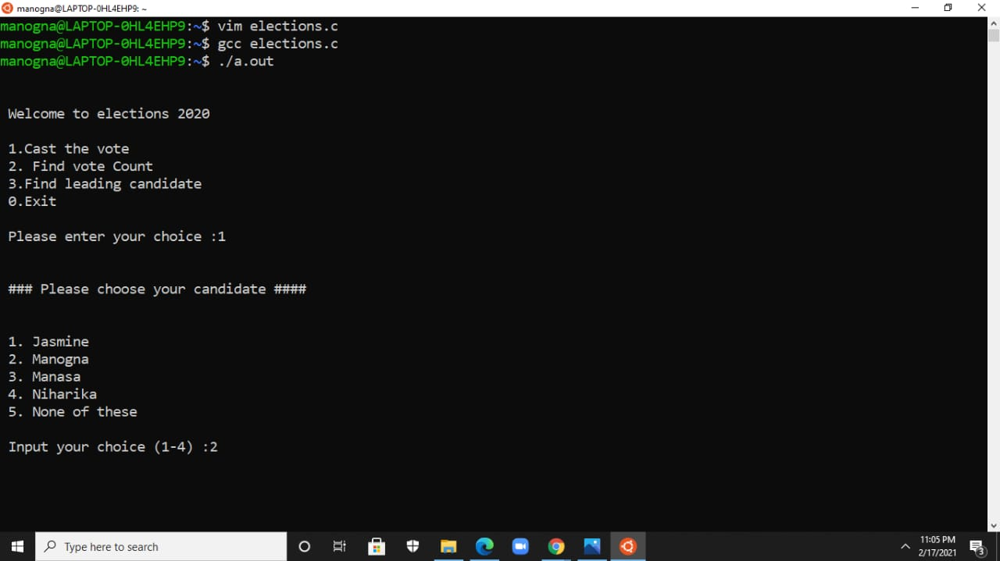 manogna@LAPTOP-0HL4EHP9: ~
manogna@LAPTOP-0HL4EHP9:~$ vim elections.c
manogna@LAPTOP-0HL4EHP9:~$ gcc elections.c
manogna@LAPTOP-0HL4EHP9:~$ ./a.out
Welcome to elections 2020
1.Cast the vote
2. Find vote Count
3.Find leading candidate
0.Exit
Please enter your choice :1
### Please choose your candidate ####
1. Jasmine
2. Manogna
3. Manasa
4. Niharika
5. None of these
Input your choice (1-4) :2
Type here to search
11:05 PM
2/17/2021
3